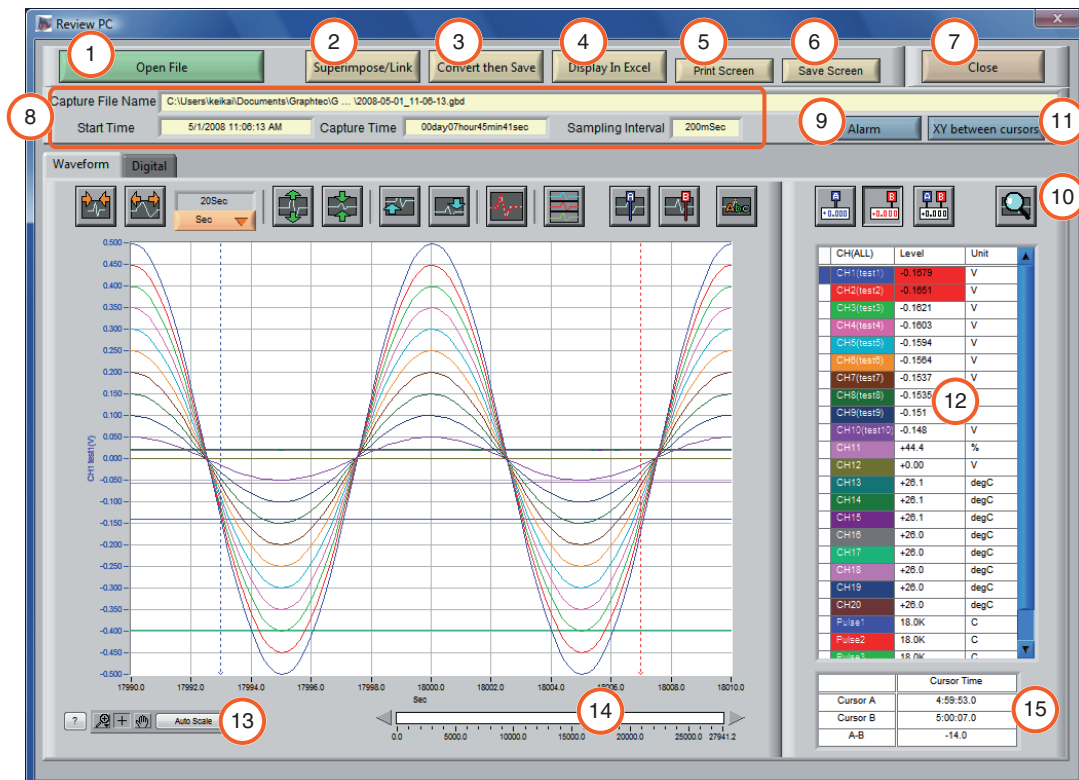 Review PC
X
1 2 3 4 5 6 7
Open File Superimpose/Link Convert then Save Display In Excel Print Screen Save Screen Close
8
Capture File Name C:\Users\keikai\Documents\Graphtec\G ... \2008-05-01_11-06-13.gbd
Start Time 5/1/2008 11:06:13 AM Capture Time 00day07hour45min41sec Sampling Interval 200mSec
9 Alarm XY between cursors 11
Waveform Digital
20Sec
Sec
A B Abc
A +0.000 B +0.000 A B +0.000
10
CH(ALL) Level Unit
CH1(test1) -0.1679 V
CH2(test2) -0.1651 V
CH3(test3) -0.1621 V
CH4(test4) -0.1603 V
CH5(test5) -0.1594 V
CH6(test6) -0.1564 V
CH7(test7) -0.1537 V
CH8(test8) -0.1535
CH9(test9) -0.151
12
CH10(test10) -0.148 V
CH11 +44.4 %
CH12 +0.00 V
CH13 +26.1 degC
CH14 +26.1 degC
CH15 +26.1 degC
CH16 +26.0 degC
CH17 +26.0 degC
CH18 +26.0 degC
CH19 +26.0 degC
CH20 +26.0 degC
Pulse1 18.0K C
Pulse2 18.0K C
Pulse3 18.0K C
CH1 test1(V)
0.500
0.450
0.400
0.350
0.300
0.250
0.200
0.150
0.100
0.050
0.000
-0.050
-0.100
-0.150
-0.200
-0.250
-0.300
-0.350
-0.400
-0.450
-0.500
17990.0 17992.0 17994.0 17996.0 17998.0 18000.0 18002.0 18004.0 18006.0 18008.0 18010.0
Sec
? Auto Scale 13
14
0.0 5000.0 10000.0 15000.0 20000.0 25000.0 27941.2
Cursor Time
Cursor A 4:59:53.0
Cursor B 5:00:07.0
A-B -14.0
15